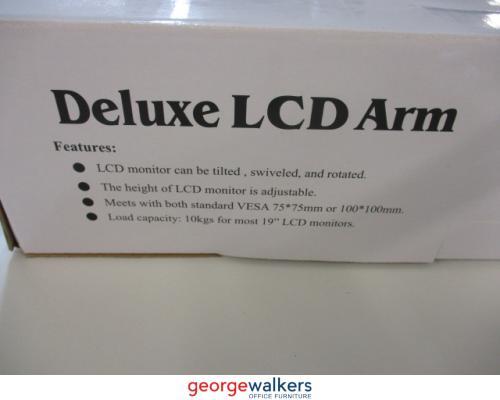 Deluxe LCD Arm
Features:
● LCD monitor can be tilted , swiveled, and rotated.
● The height of LCD monitor is adjustable.
● Meets with both standard VESA 75*75mm or 100*100mm.
● Load capacity: 10kgs for most 19" LCD monitors.
georgewalkers
OFFICE FURNITURE